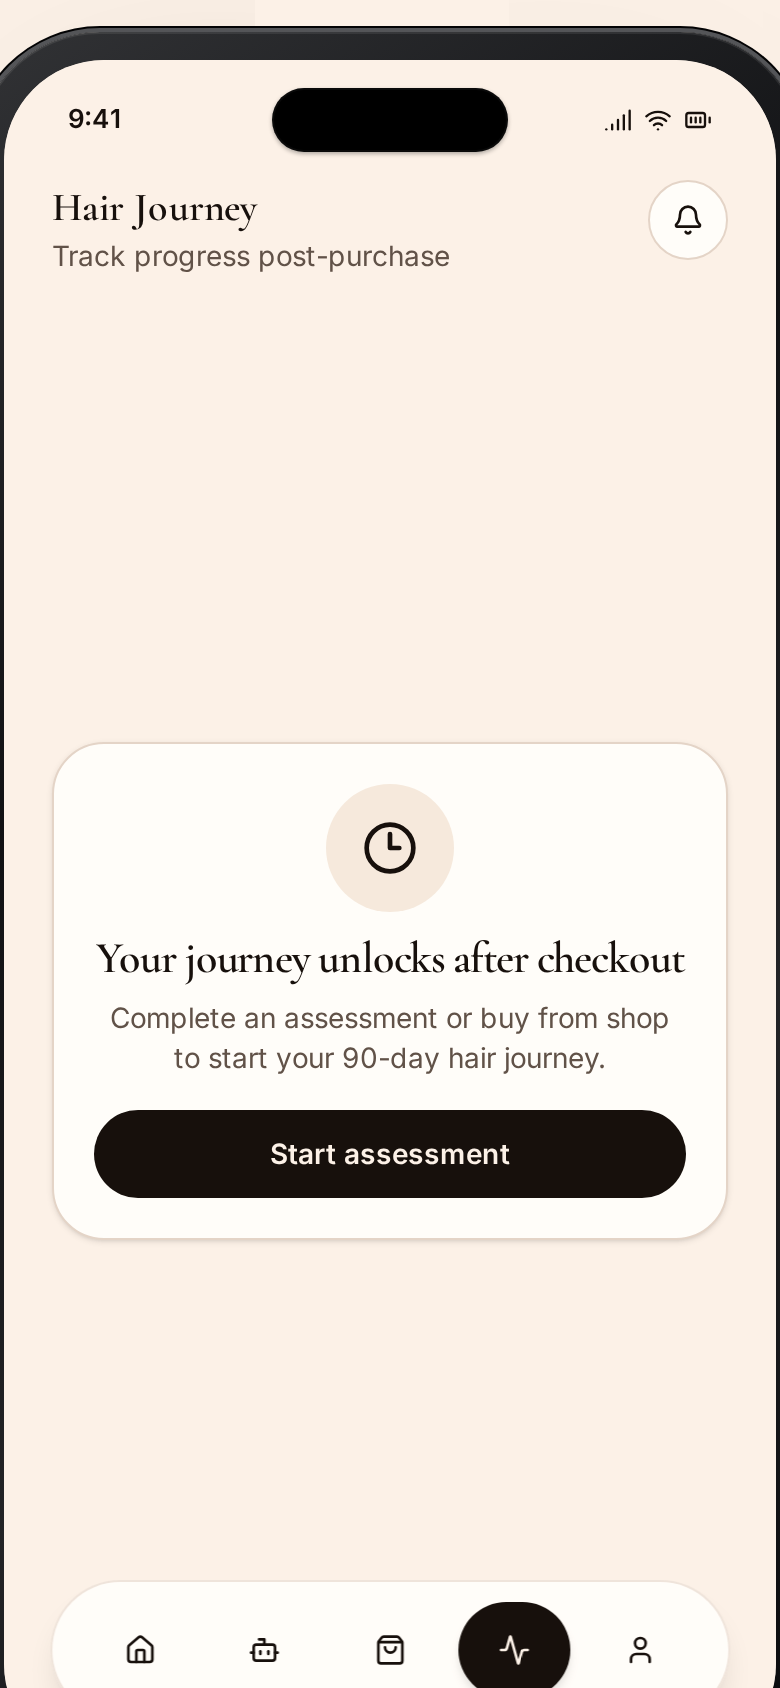 9:41
Hair Journey
Track progress post-purchase
Your journey unlocks after checkout
Complete an assessment or buy from shop
to start your 90-day hair journey.
Start assessment